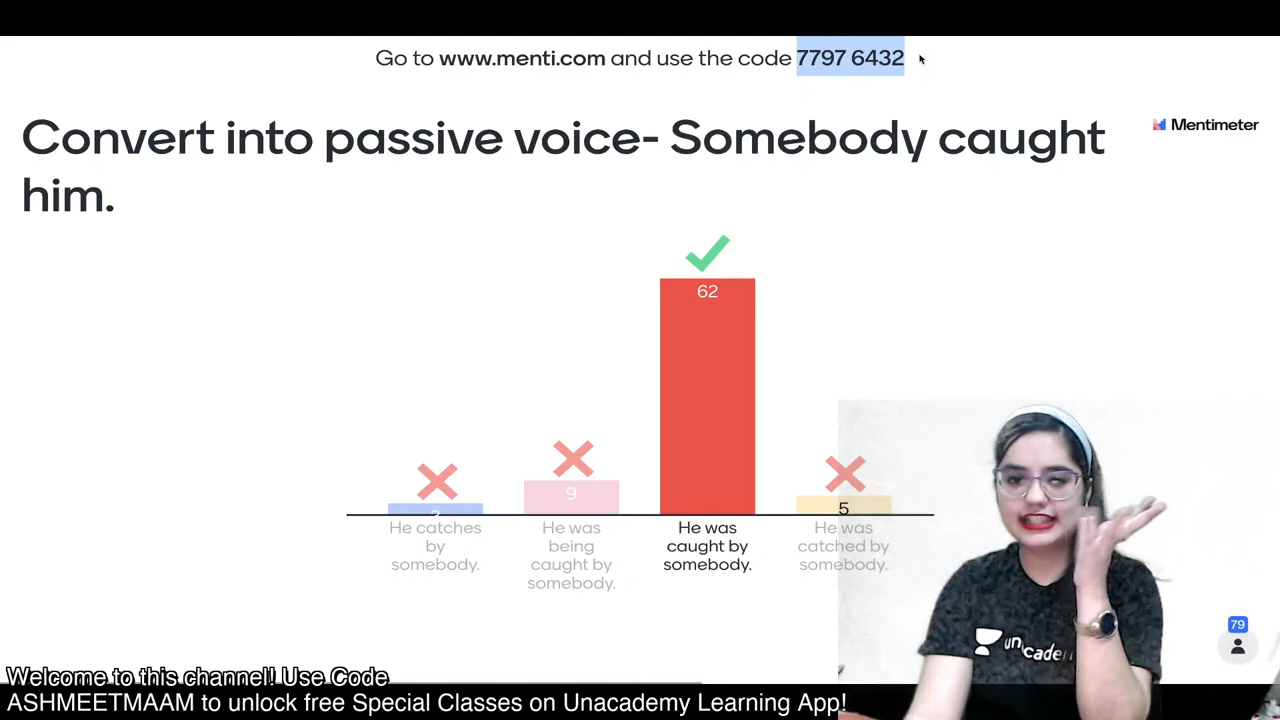 Go to www.menti.com and use the code 7797 6432
Convert into passive voice- Somebody caught
him.
Mentimeter
62
9
5
He catches
by
somebody.
He was
being
caught by
somebody.
He was
caught by
somebody.
He was
catched by
somebody.
79
Welcome to this channel! Use Code
ASHMEETMAAM to unlock free Special Classes on Unacademy Learning App!